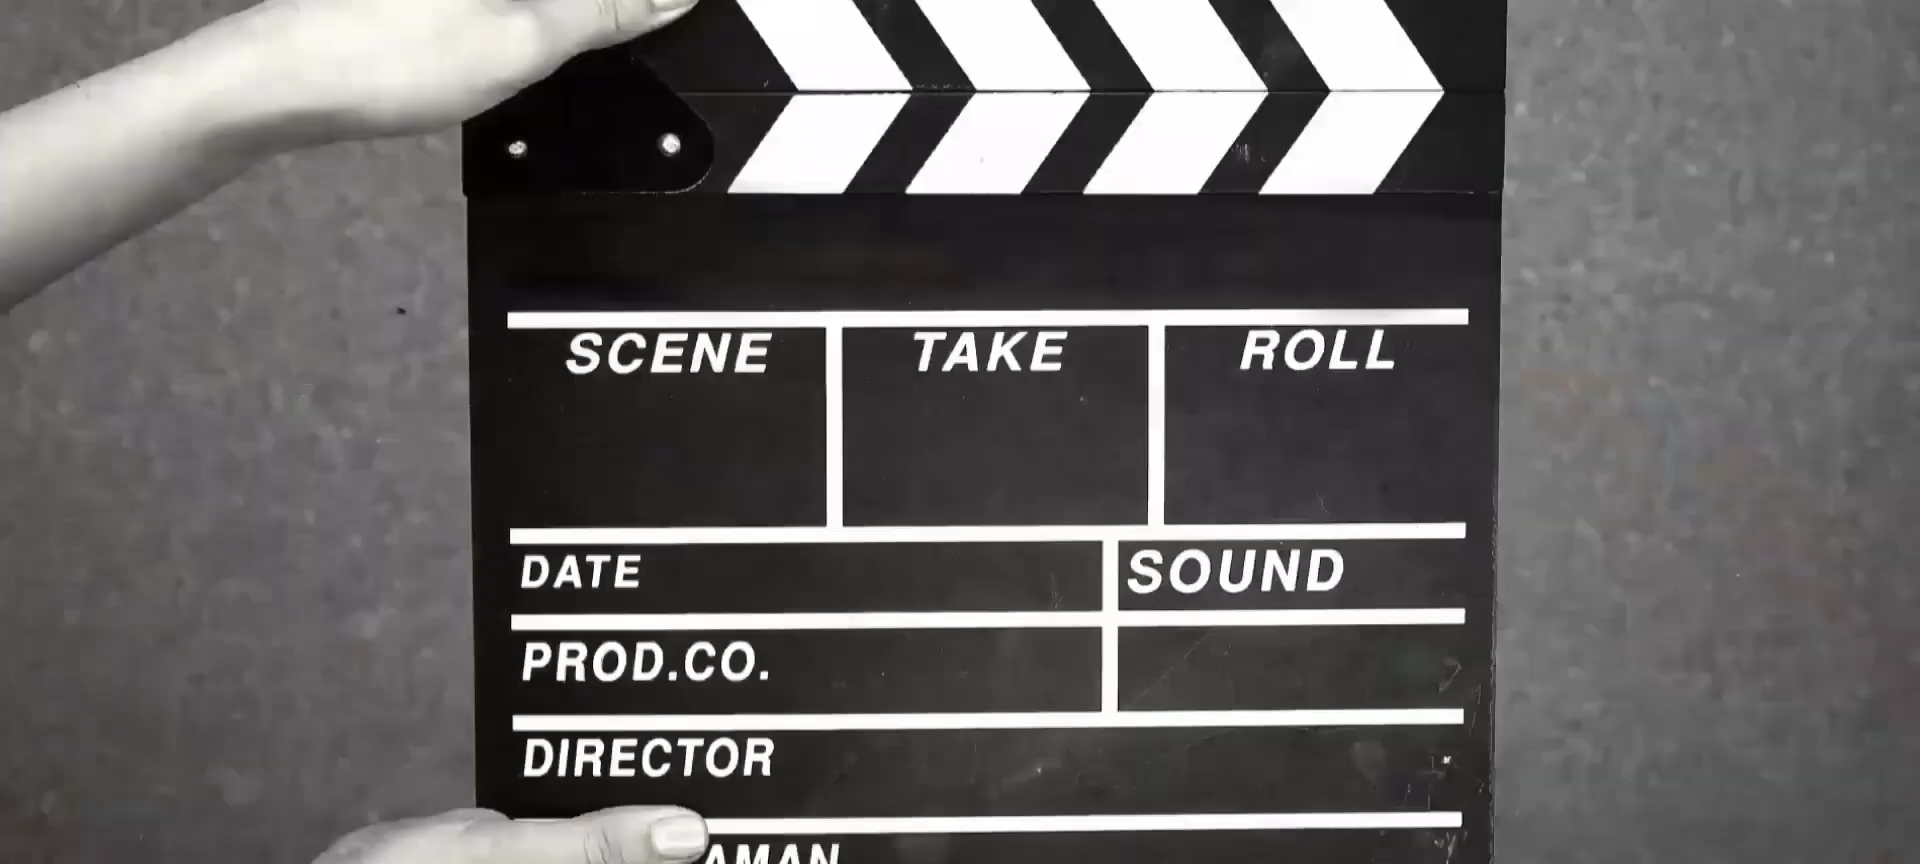 SCENE TAKE ROLL
DATE SOUND
PROD.CO.
DIRECTOR